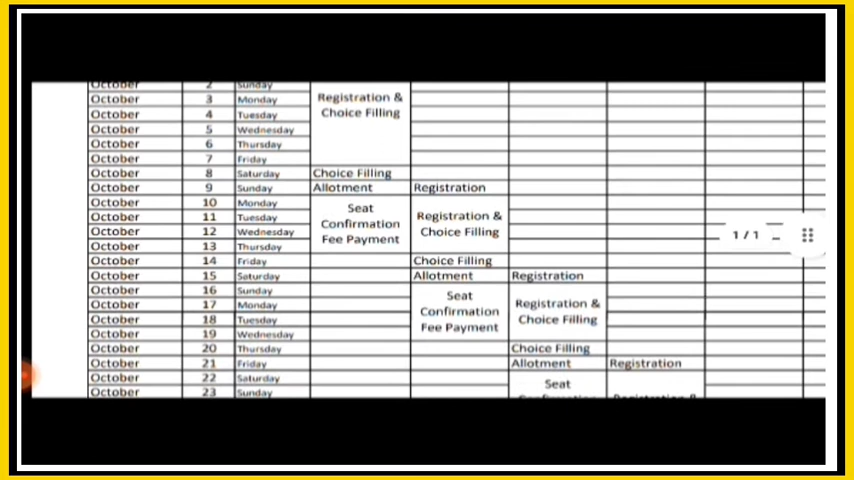 October 2 Sunday
October 3 Monday Registration &
October 4 Tuesday Choice Filling
October 5 Wednesday
October 6 Thursday
October 7 Friday
October 8 Saturday Choice Filling
October 9 Sunday Allotment Registration
October 10 Monday Seat
October 11 Tuesday Confirmation Registration &
October 12 Wednesday Fee Payment Choice Filling
October 13 Thursday
October 14 Friday Choice Filling
October 15 Saturday Allotment Registration
October 16 Sunday Seat
October 17 Monday Confirmation Registration &
October 18 Tuesday Fee Payment Choice Filling
October 19 Wednesday
October 20 Thursday Choice Filling
October 21 Friday Allotment Registration
October 22 Saturday Seat
October 23 Sunday
1 / 1